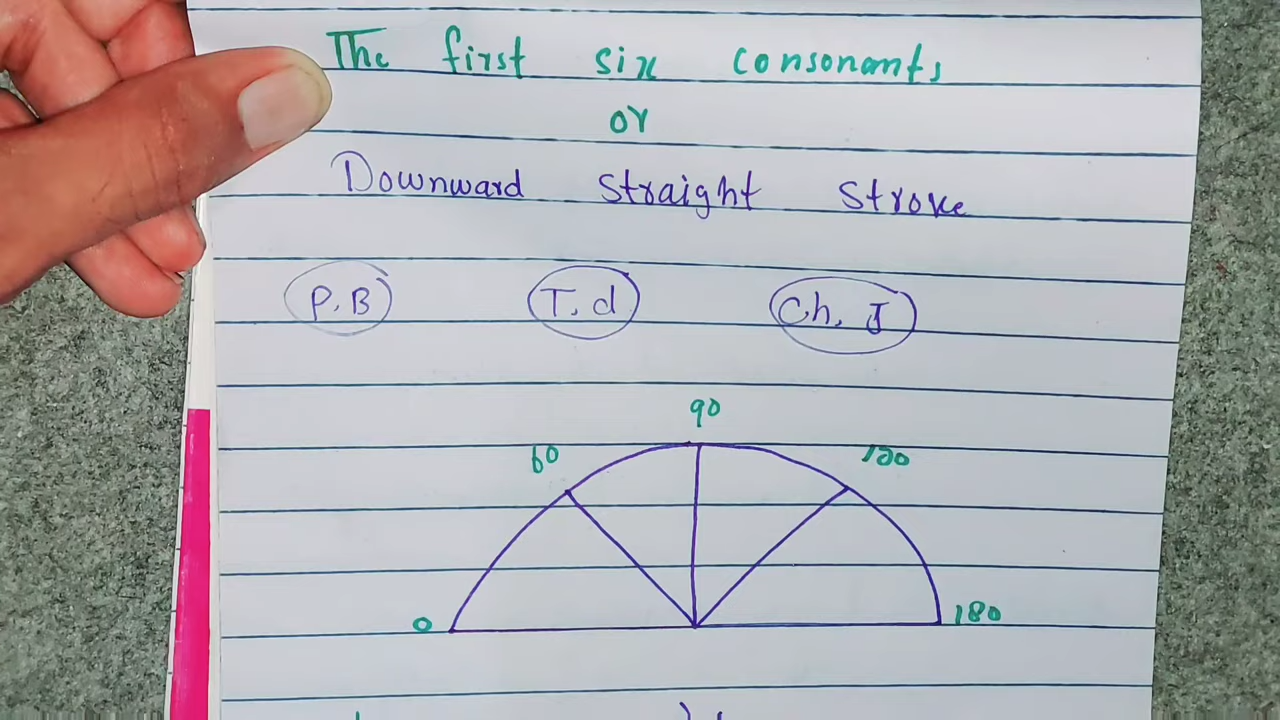 The first six consonants
or
Downward Straight Stroke
P, B T, d Ch, J
90
60 120
0 180